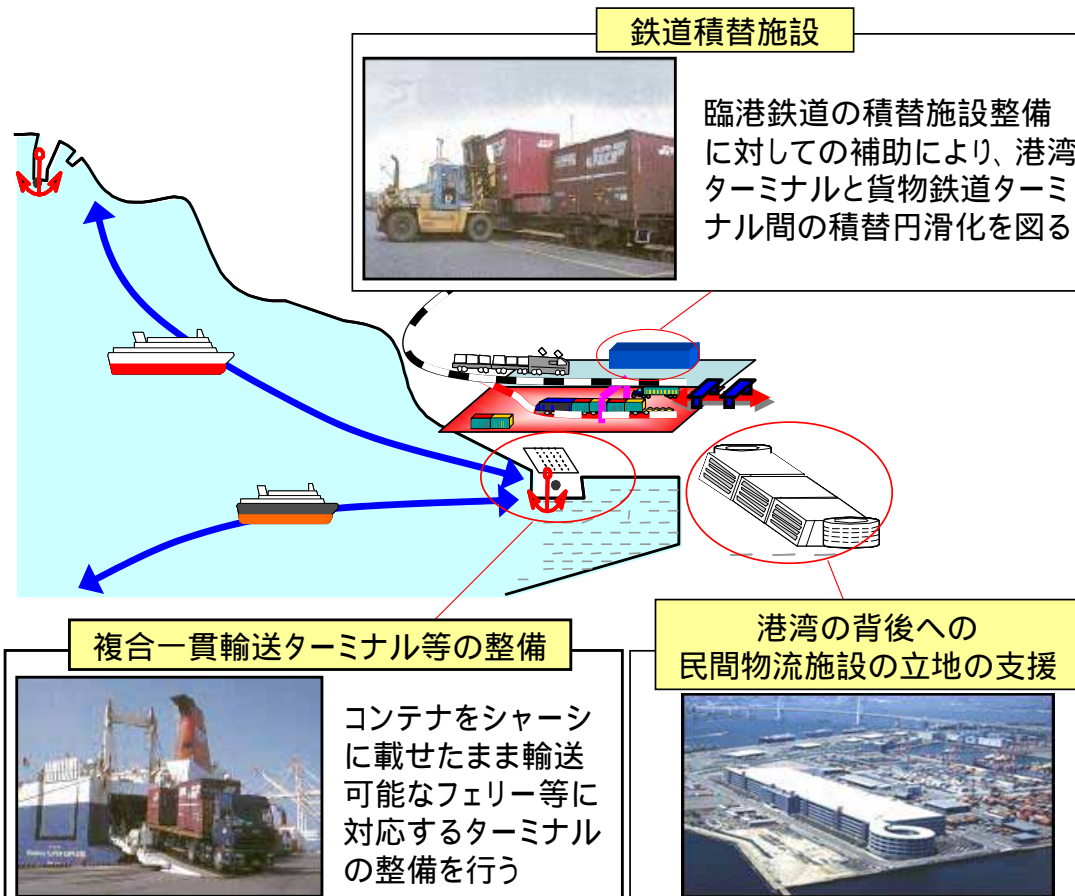 鉄道積替施設
臨港鉄道の積替施設整備
に対しての補助により、港湾
ターミナルと貨物鉄道ターミ
ナル間の積替円滑化を図る
複合一貫輸送ターミナル等の整備
コンテナをシャーシ
に載せたまま輸送
可能なフェリー等に
対応するターミナル
の整備を行う
港湾の背後への
民間物流施設の立地の支援